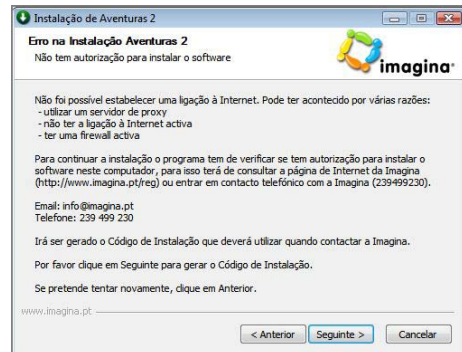 Instalação de Aventuras 2
Erro na Instalação Aventuras 2
Não tem autorização para instalar o software
imagina
Não foi possível estabelecer uma ligação à Internet. Pode ter acontecido por várias razões:
- utilizar um servidor de proxy
- não ter a ligação à Internet activa
- ter uma firewall activa
Para continuar a instalação o programa tem de verificar se tem autorização para instalar o
software neste computador, para isso terá de consultar a página de Internet da Imagina
(http://www.imagina.pt/reg) ou entrar em contacto telefónico com a Imagina (239499230).
Email: info@imagina.pt
Telefone: 239 499 230
Irá ser gerado o Código de Instalação que deverá utilizar quando contactar a Imagina.
Por favor clique em Seguinte para gerar o Código de Instalação.
Se pretende tentar novamente, clique em Anterior.
www.imagina.pt
< Anterior Seguinte > Cancelar